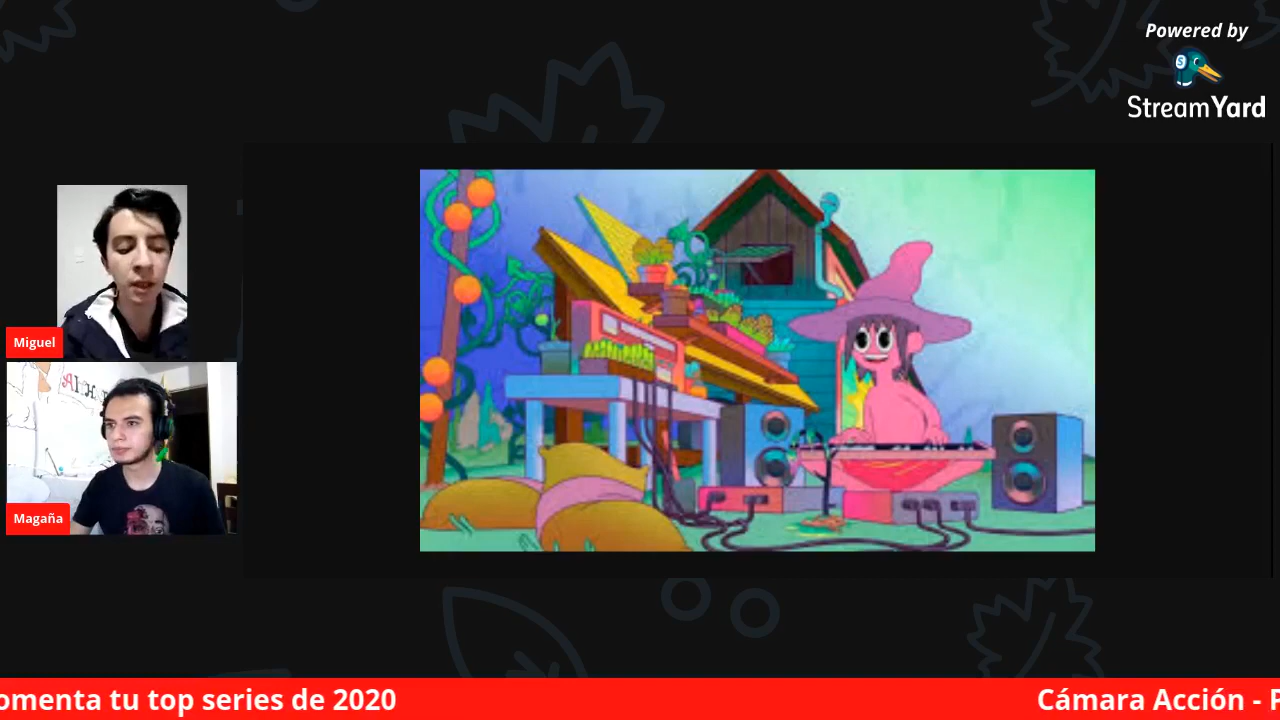 Powered by
StreamYard
Miguel
Magaña
omenta tu top series de 2020
Cámara Acción - P